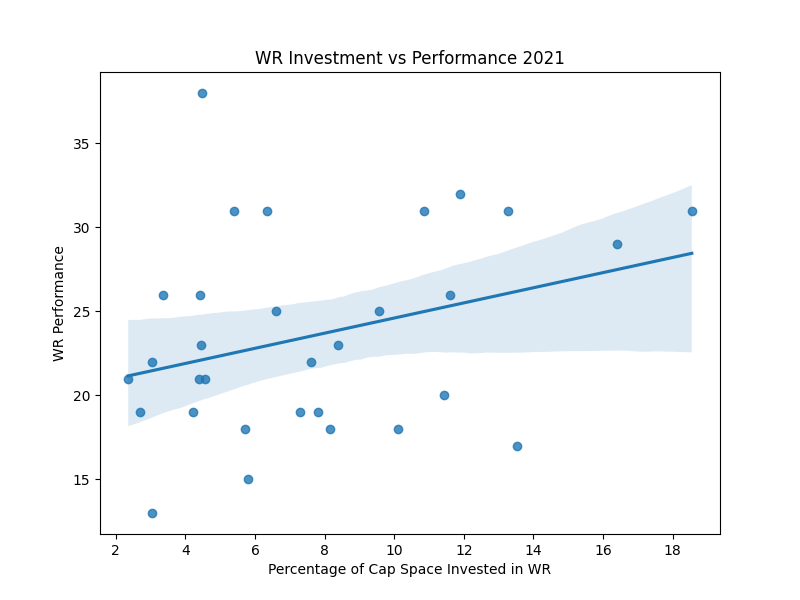 WR Investment vs Performance 2021
35
30
25
20
15
WR Performance
2 4 6 8 10 12 14 16 18
Percentage of Cap Space Invested in WR